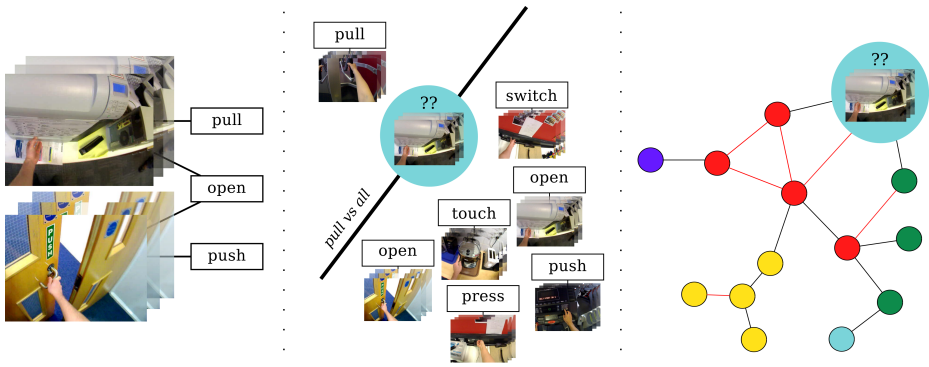 pull
open
push
PUSH
pull
??
switch
open
touch
open
push
press
pull vs all
??